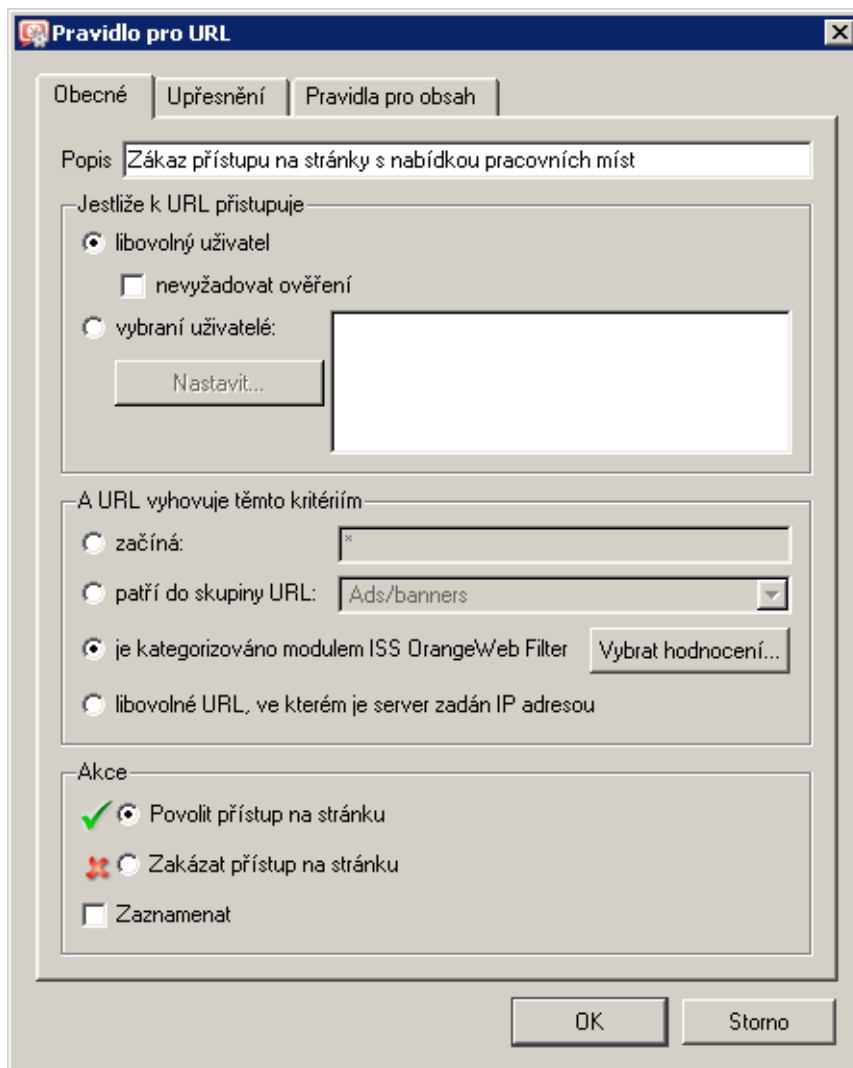 Pravidlo pro URL
Obecné Upřesnění Pravidla pro obsah
Popis Zákaz přístupu na stránky s nabídkou pracovních míst
Jestliže k URL přistupuje
libovolný uživatel
nevyžadovat ověření
vybraní uživatelé:
Nastavit...
A URL vyhovuje těmto kritériím
začíná: *
patří do skupiny URL: Ads/banners
je kategorizováno modulem ISS OrangeWeb Filter Vybrat hodnocení...
libovolné URL, ve kterém je server zadán IP adresou
Akce
Povolit přístup na stránku
Zakázat přístup na stránku
Zaznamenat
OK Storno